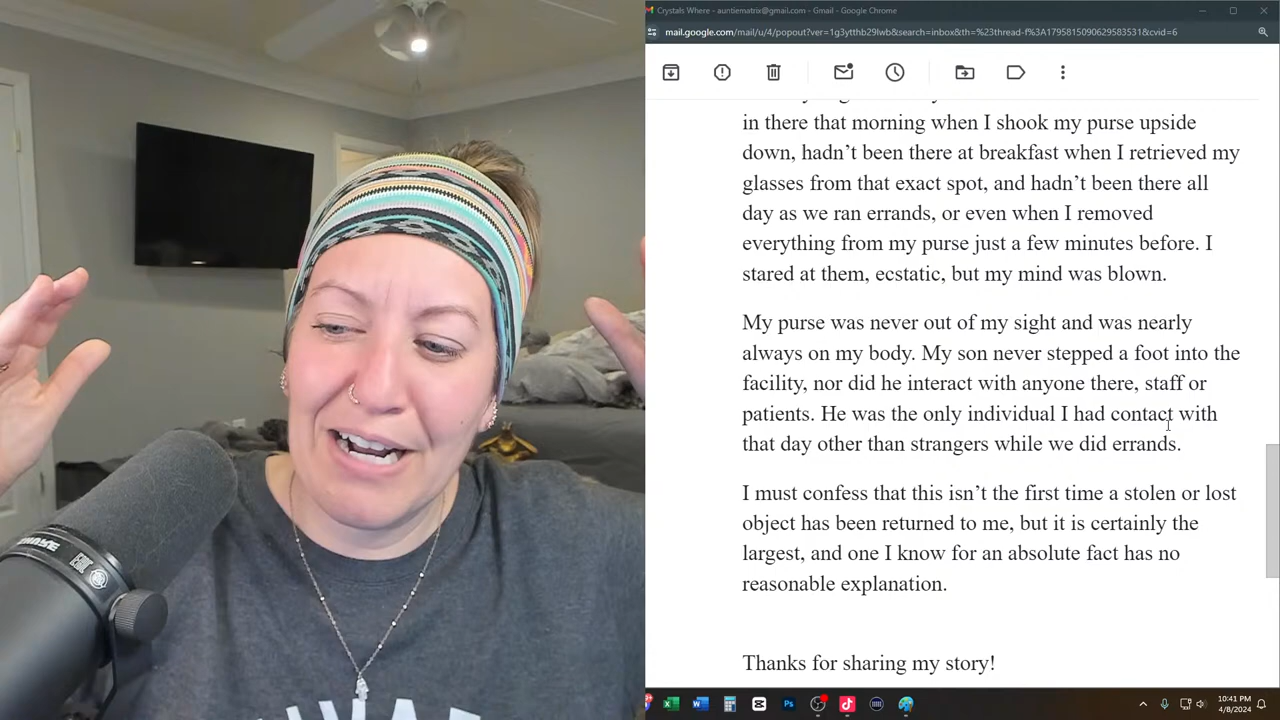 Crystals Where - auntiematrix@gmail.com - Gmail - Google Chrome
mail.google.com/mail/u/4/popout?ver=1g3ytthb29lwb&search=inbox&th=%23thread-f%3A1795815090629583531&cvid=6
in there that morning when I shook my purse upside
down, hadn’t been there at breakfast when I retrieved my
glasses from that exact spot, and hadn’t been there all
day as we ran errands, or even when I removed
everything from my purse just a few minutes before. I
stared at them, ecstatic, but my mind was blown.
My purse was never out of my sight and was nearly
always on my body. My son never stepped a foot into the
facility, nor did he interact with anyone there, staff or
patients. He was the only individual I had contact with
that day other than strangers while we did errands.
I must confess that this isn’t the first time a stolen or lost
object has been returned to me, but it is certainly the
largest, and one I know for an absolute fact has no
reasonable explanation.
Thanks for sharing my story!
10:41 PM
4/8/2024